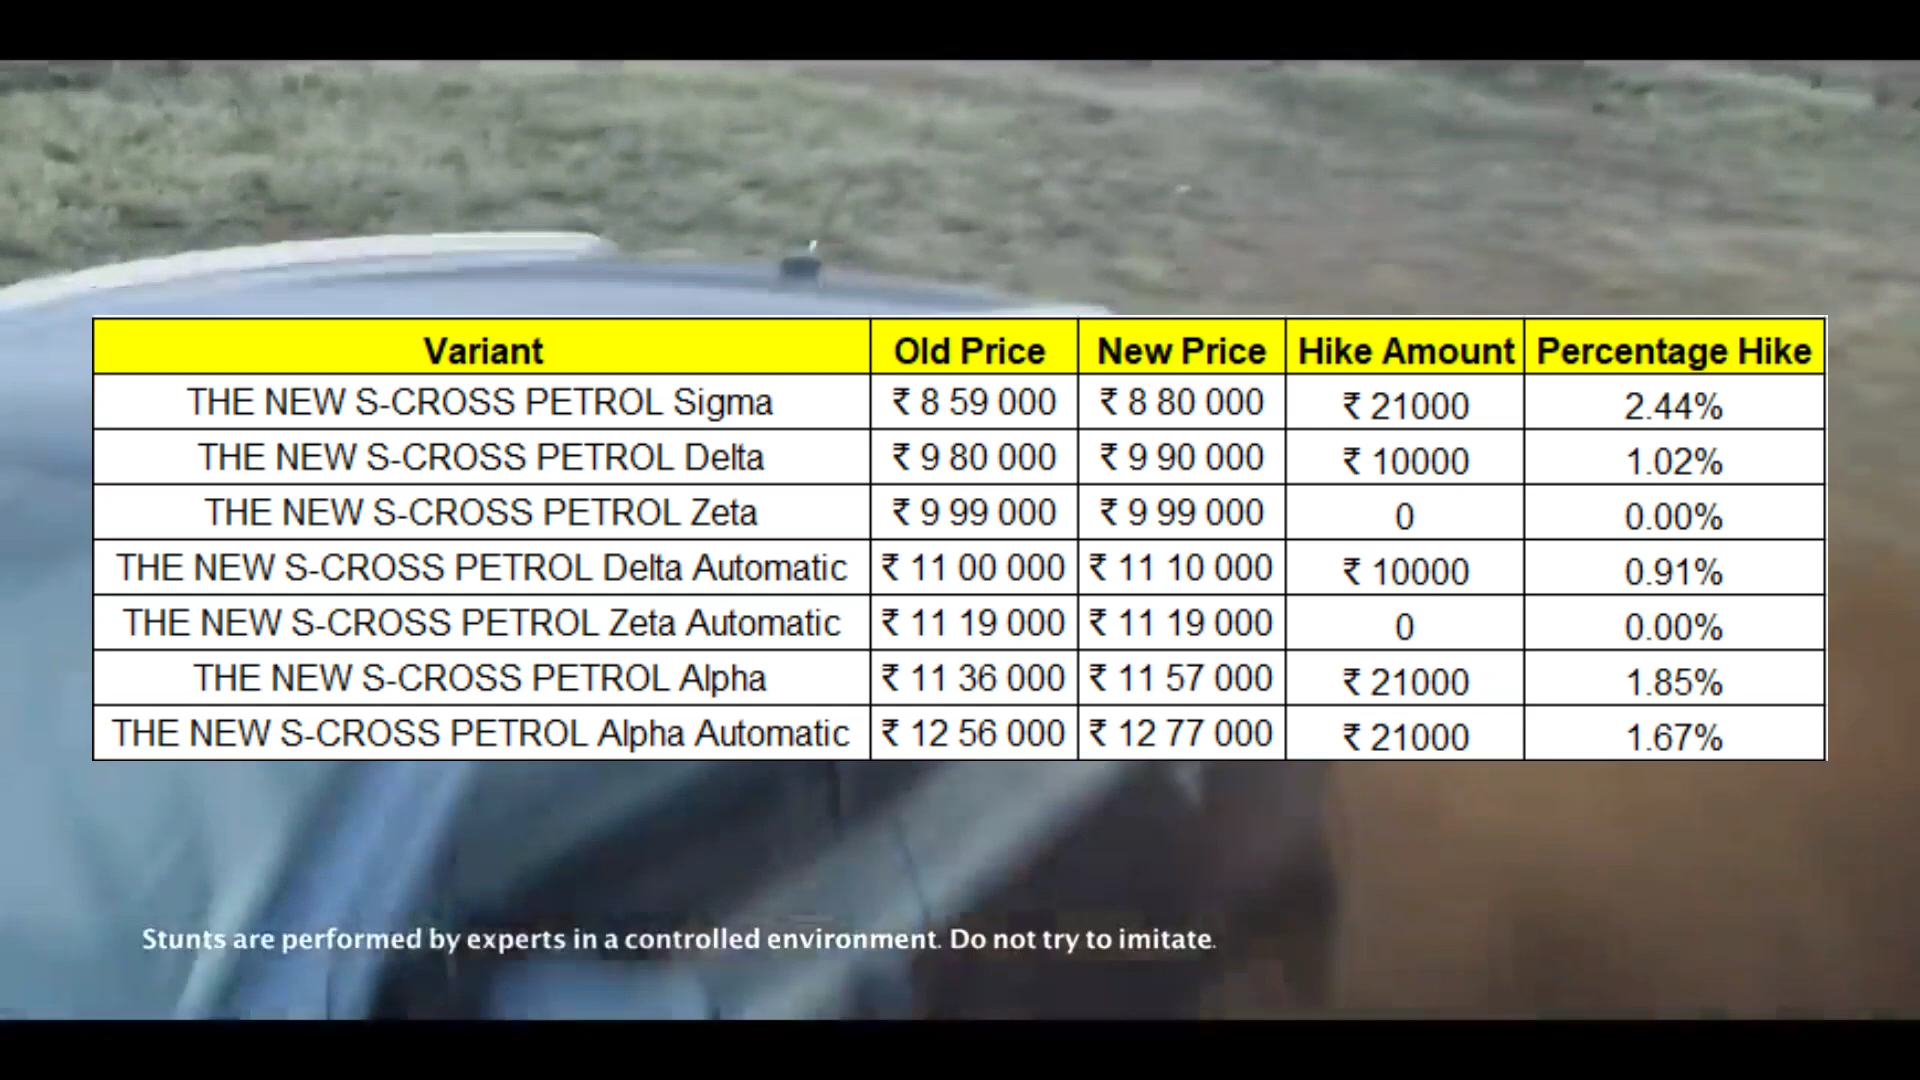 Variant Old Price New Price Hike Amount Percentage Hike
THE NEW S-CROSS PETROL Sigma ₹ 8 59 000 ₹ 8 80 000 ₹ 21000 2.44%
THE NEW S-CROSS PETROL Delta ₹ 9 80 000 ₹ 9 90 000 ₹ 10000 1.02%
THE NEW S-CROSS PETROL Zeta ₹ 9 99 000 ₹ 9 99 000 0 0.00%
THE NEW S-CROSS PETROL Delta Automatic ₹ 11 00 000 ₹ 11 10 000 ₹ 10000 0.91%
THE NEW S-CROSS PETROL Zeta Automatic ₹ 11 19 000 ₹ 11 19 000 0 0.00%
THE NEW S-CROSS PETROL Alpha ₹ 11 36 000 ₹ 11 57 000 ₹ 21000 1.85%
THE NEW S-CROSS PETROL Alpha Automatic ₹ 12 56 000 ₹ 12 77 000 ₹ 21000 1.67%
Stunts are performed by experts in a controlled environment. Do not try to imitate.